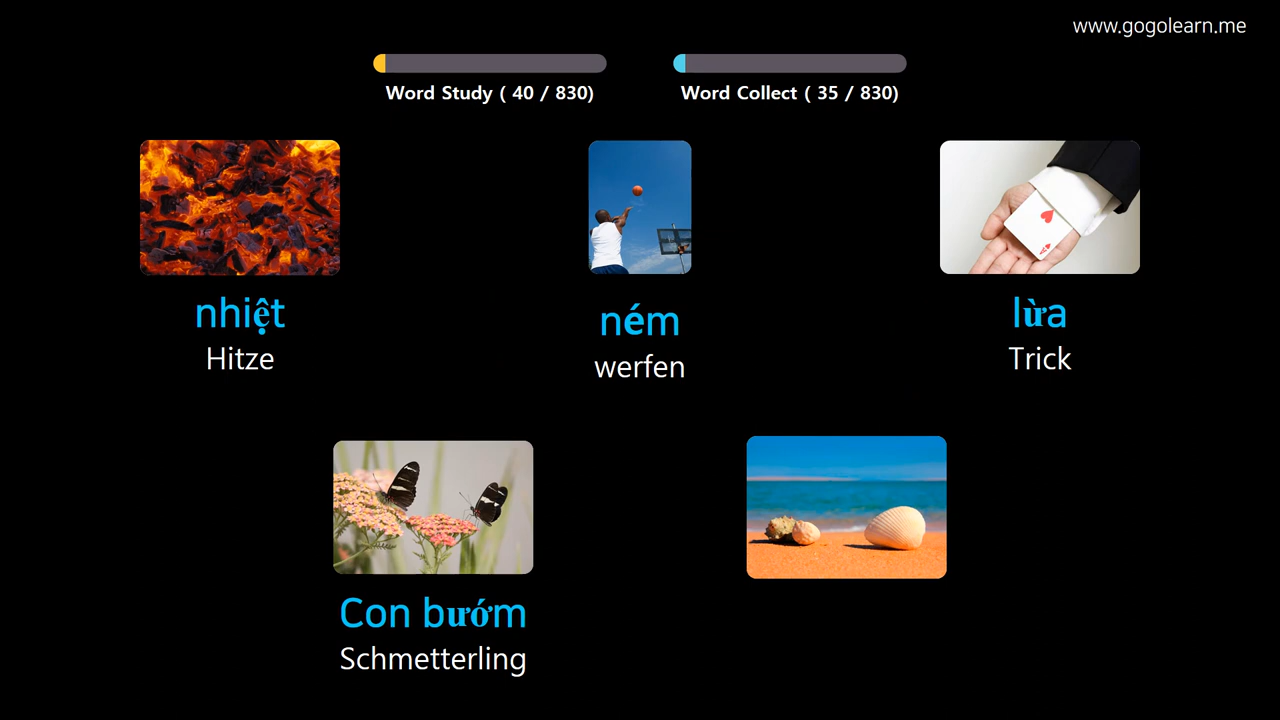 www.gogolearn.me
Word Study ( 40 / 830)
Word Collect ( 35 / 830)
nhiệt
Hitze
ném
werfen
lừa
Trick
Con bướm
Schmetterling